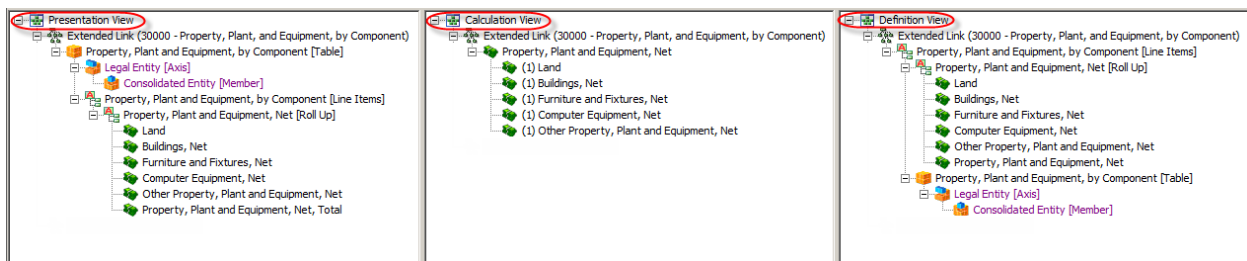 Presentation View
Extended Link (30000 - Property, Plant, and Equipment, by Component)
Property, Plant and Equipment, by Component [Table]
Legal Entity [Axis]
Consolidated Entity [Member]
Property, Plant and Equipment, by Component [Line Items]
Property, Plant and Equipment, Net [Roll Up]
Land
Buildings, Net
Furniture and Fixtures, Net
Computer Equipment, Net
Other Property, Plant and Equipment, Net
Property, Plant and Equipment, Net, Total
Calculation View
Extended Link (30000 - Property, Plant, and Equipment, by Component)
Property, Plant and Equipment, Net
(1) Land
(1) Buildings, Net
(1) Furniture and Fixtures, Net
(1) Computer Equipment, Net
(1) Other Property, Plant and Equipment, Net
Definition View
Extended Link (30000 - Property, Plant, and Equipment, by Component)
Property, Plant and Equipment, by Component [Line Items]
Property, Plant and Equipment, Net [Roll Up]
Land
Buildings, Net
Furniture and Fixtures, Net
Computer Equipment, Net
Other Property, Plant and Equipment, Net
Property, Plant and Equipment, Net
Property, Plant and Equipment, by Component [Table]
Legal Entity [Axis]
Consolidated Entity [Member]